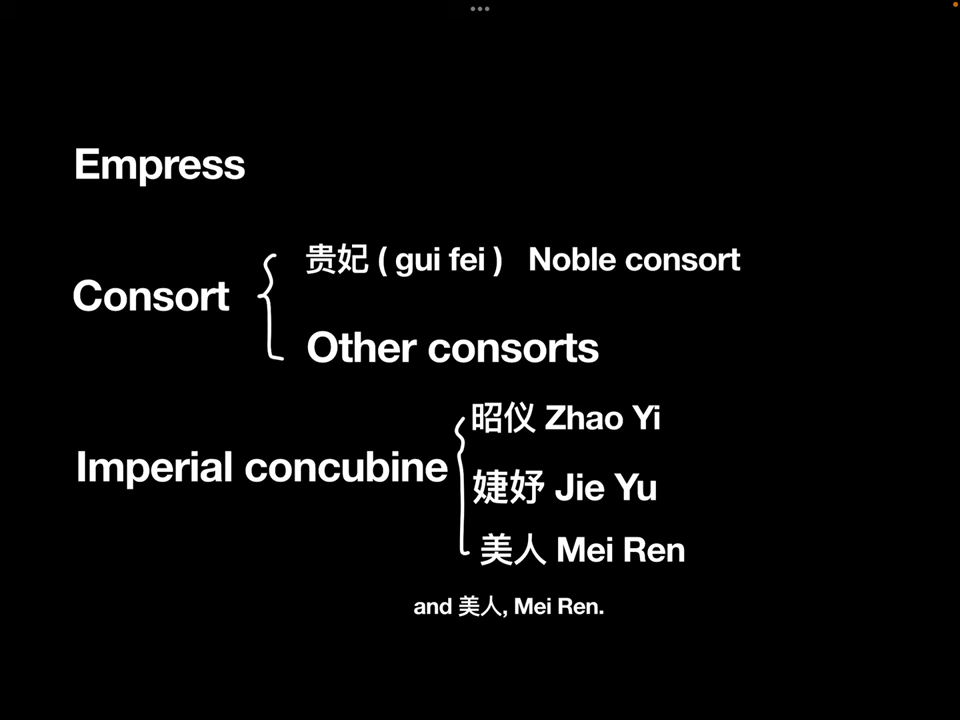 Empress
贵妃 ( gui fei ) Noble consort
Consort
Other consorts
昭仪 Zhao Yi
Imperial concubine
婕妤 Jie Yu
美人 Mei Ren
and 美人, Mei Ren.